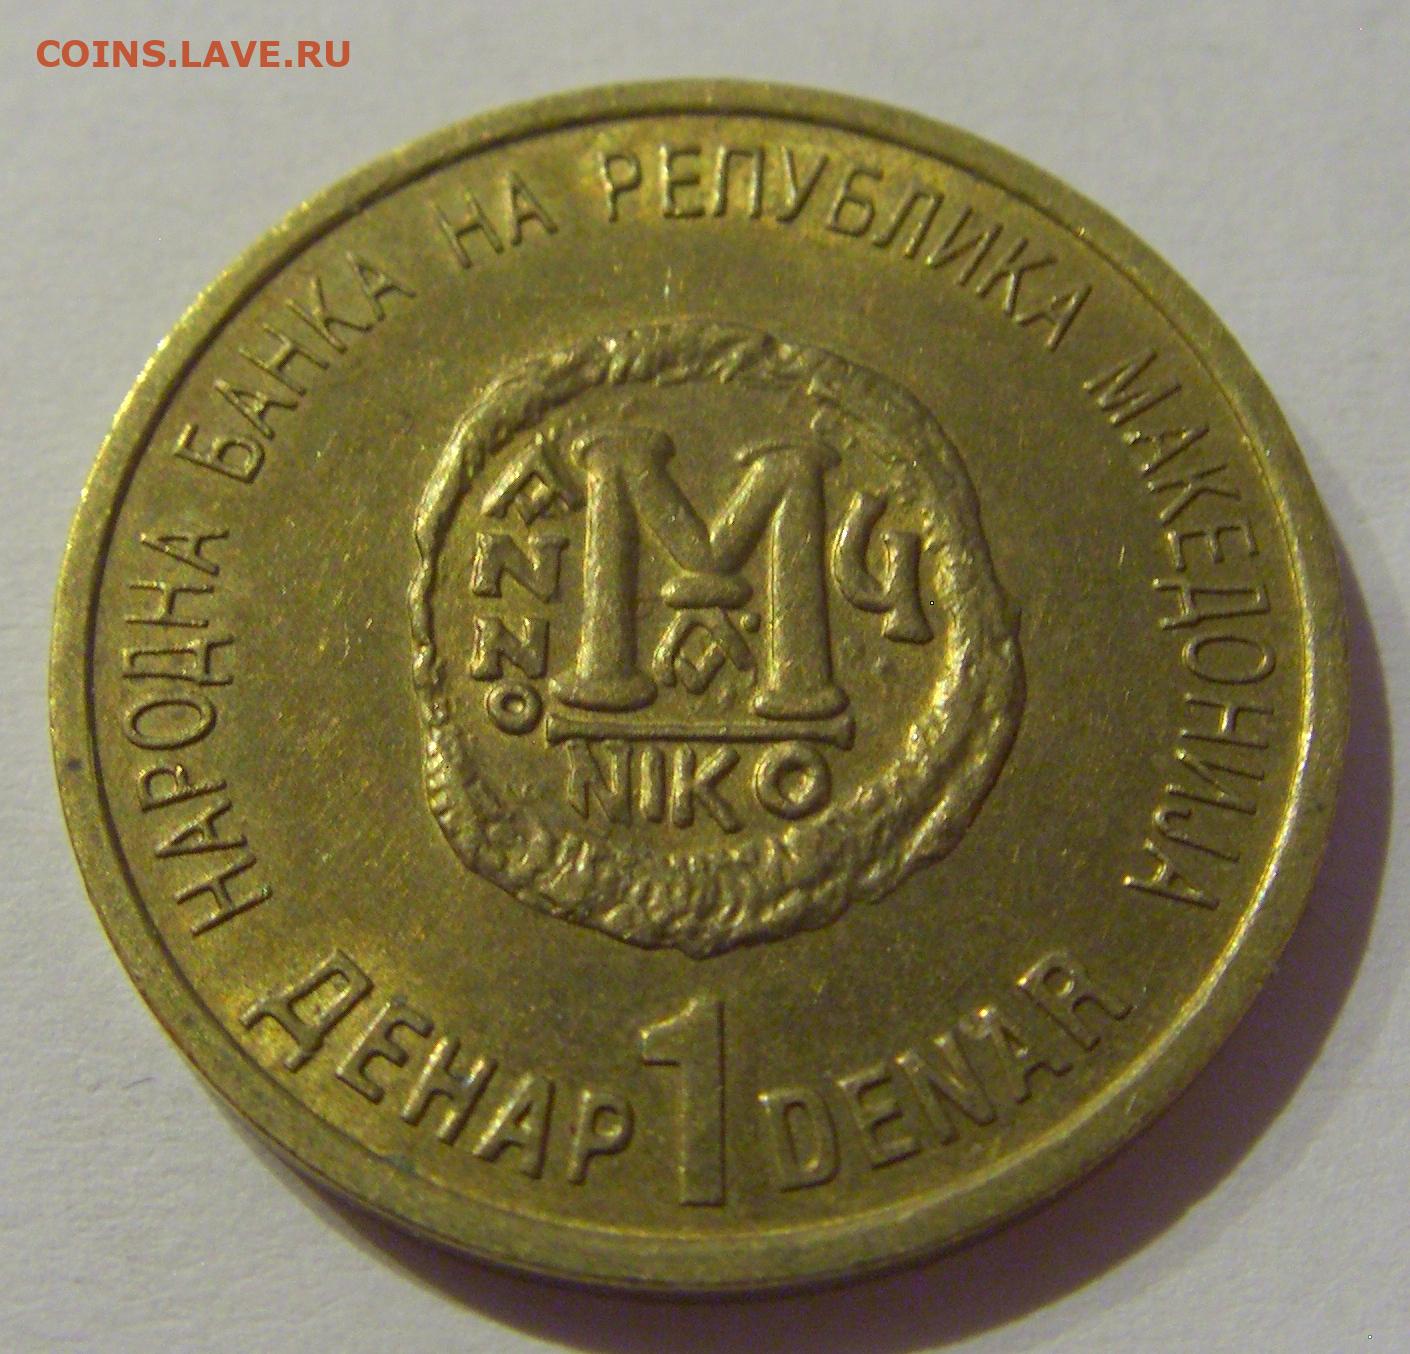 COINS.LAVE.RU
НАРОДНА БАНКА НА РЕПУБЛИКА МАКЕДОНИЈА
M
NIKO
ДЕНАР 1 DENAR